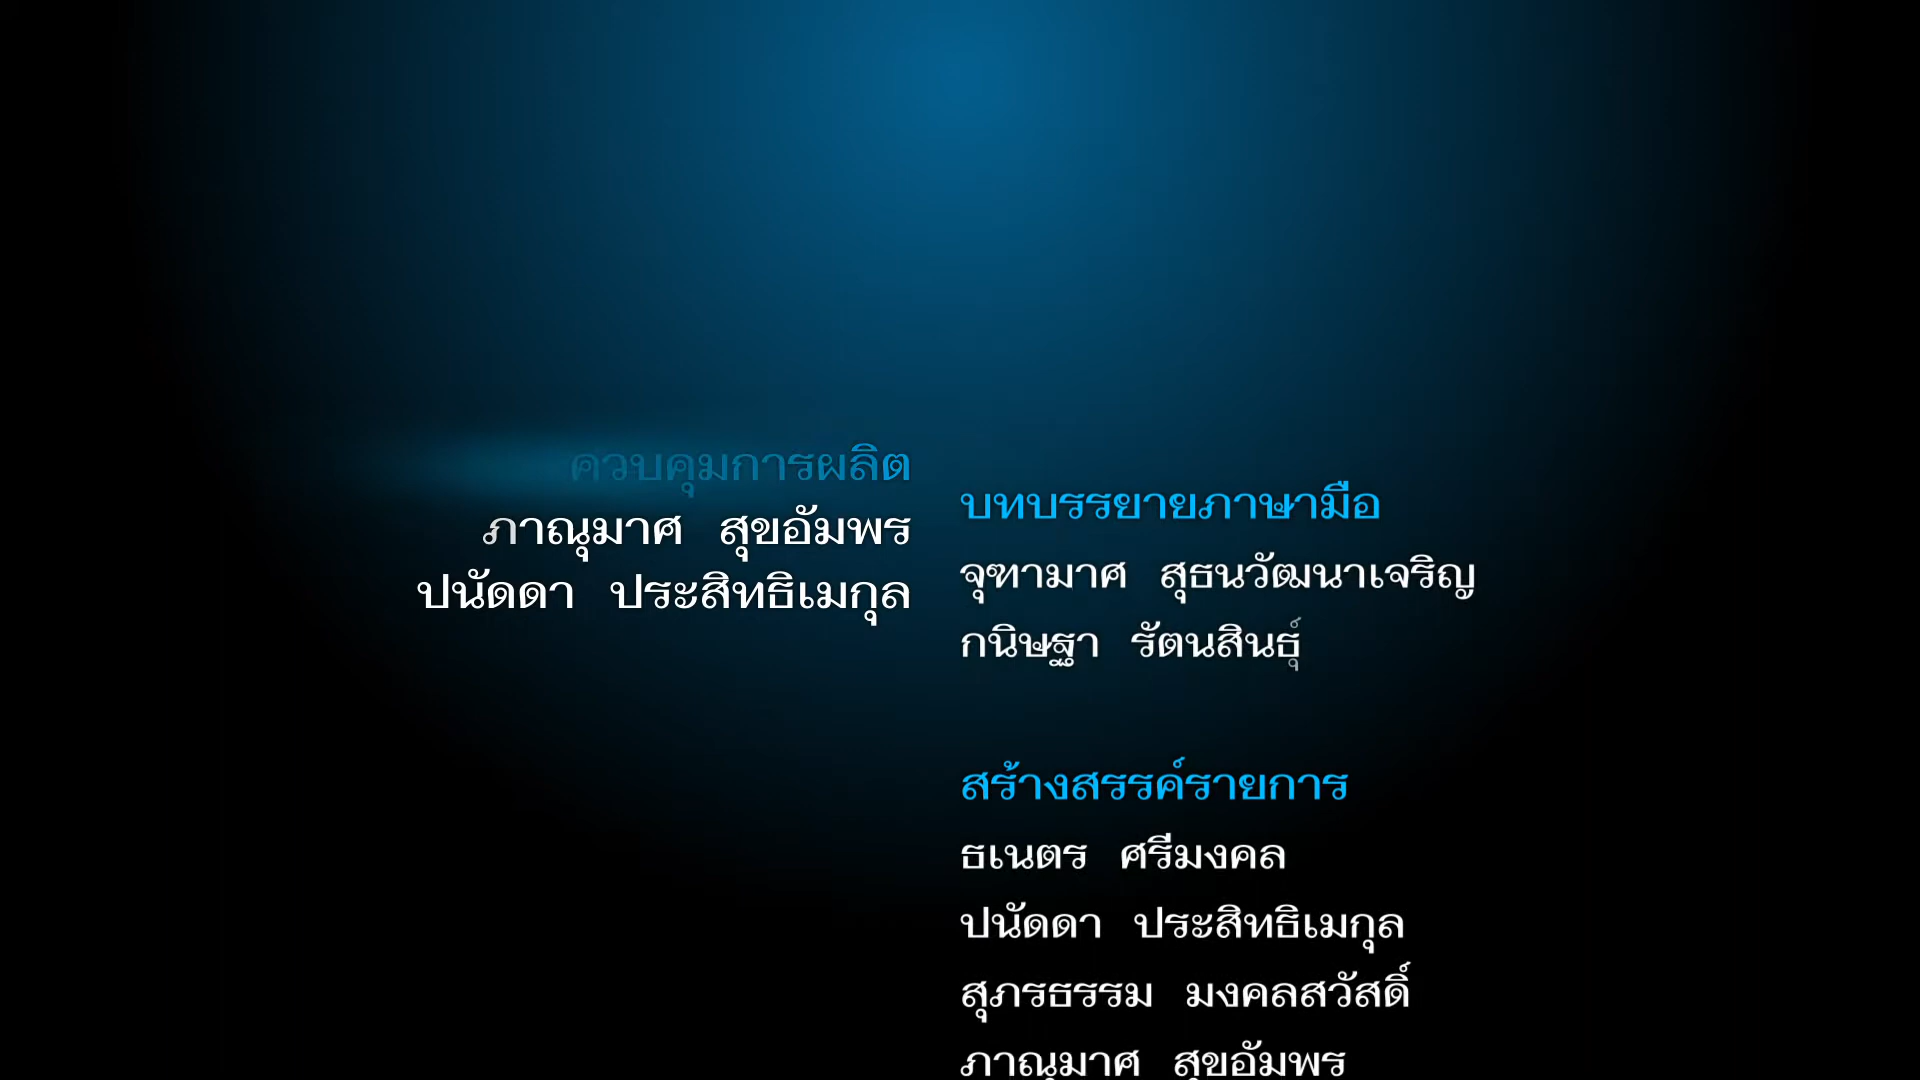 ควบคุมการผลิต
ภาณุมาศ สุขอัมพร
ปนัดดา ประสิทธิเมกุล
บทบรรยายภาษามือ
จุฑามาศ สุธนวัฒนาเจริญ
กนิษฐา รัตนสินธุ์
สร้างสรรค์รายการ
ธเนตร ศรีมงคล
ปนัดดา ประสิทธิเมกุล
สุภรธรรม มงคลสวัสดิ์
ภาณุมาศ สุขอัมพร